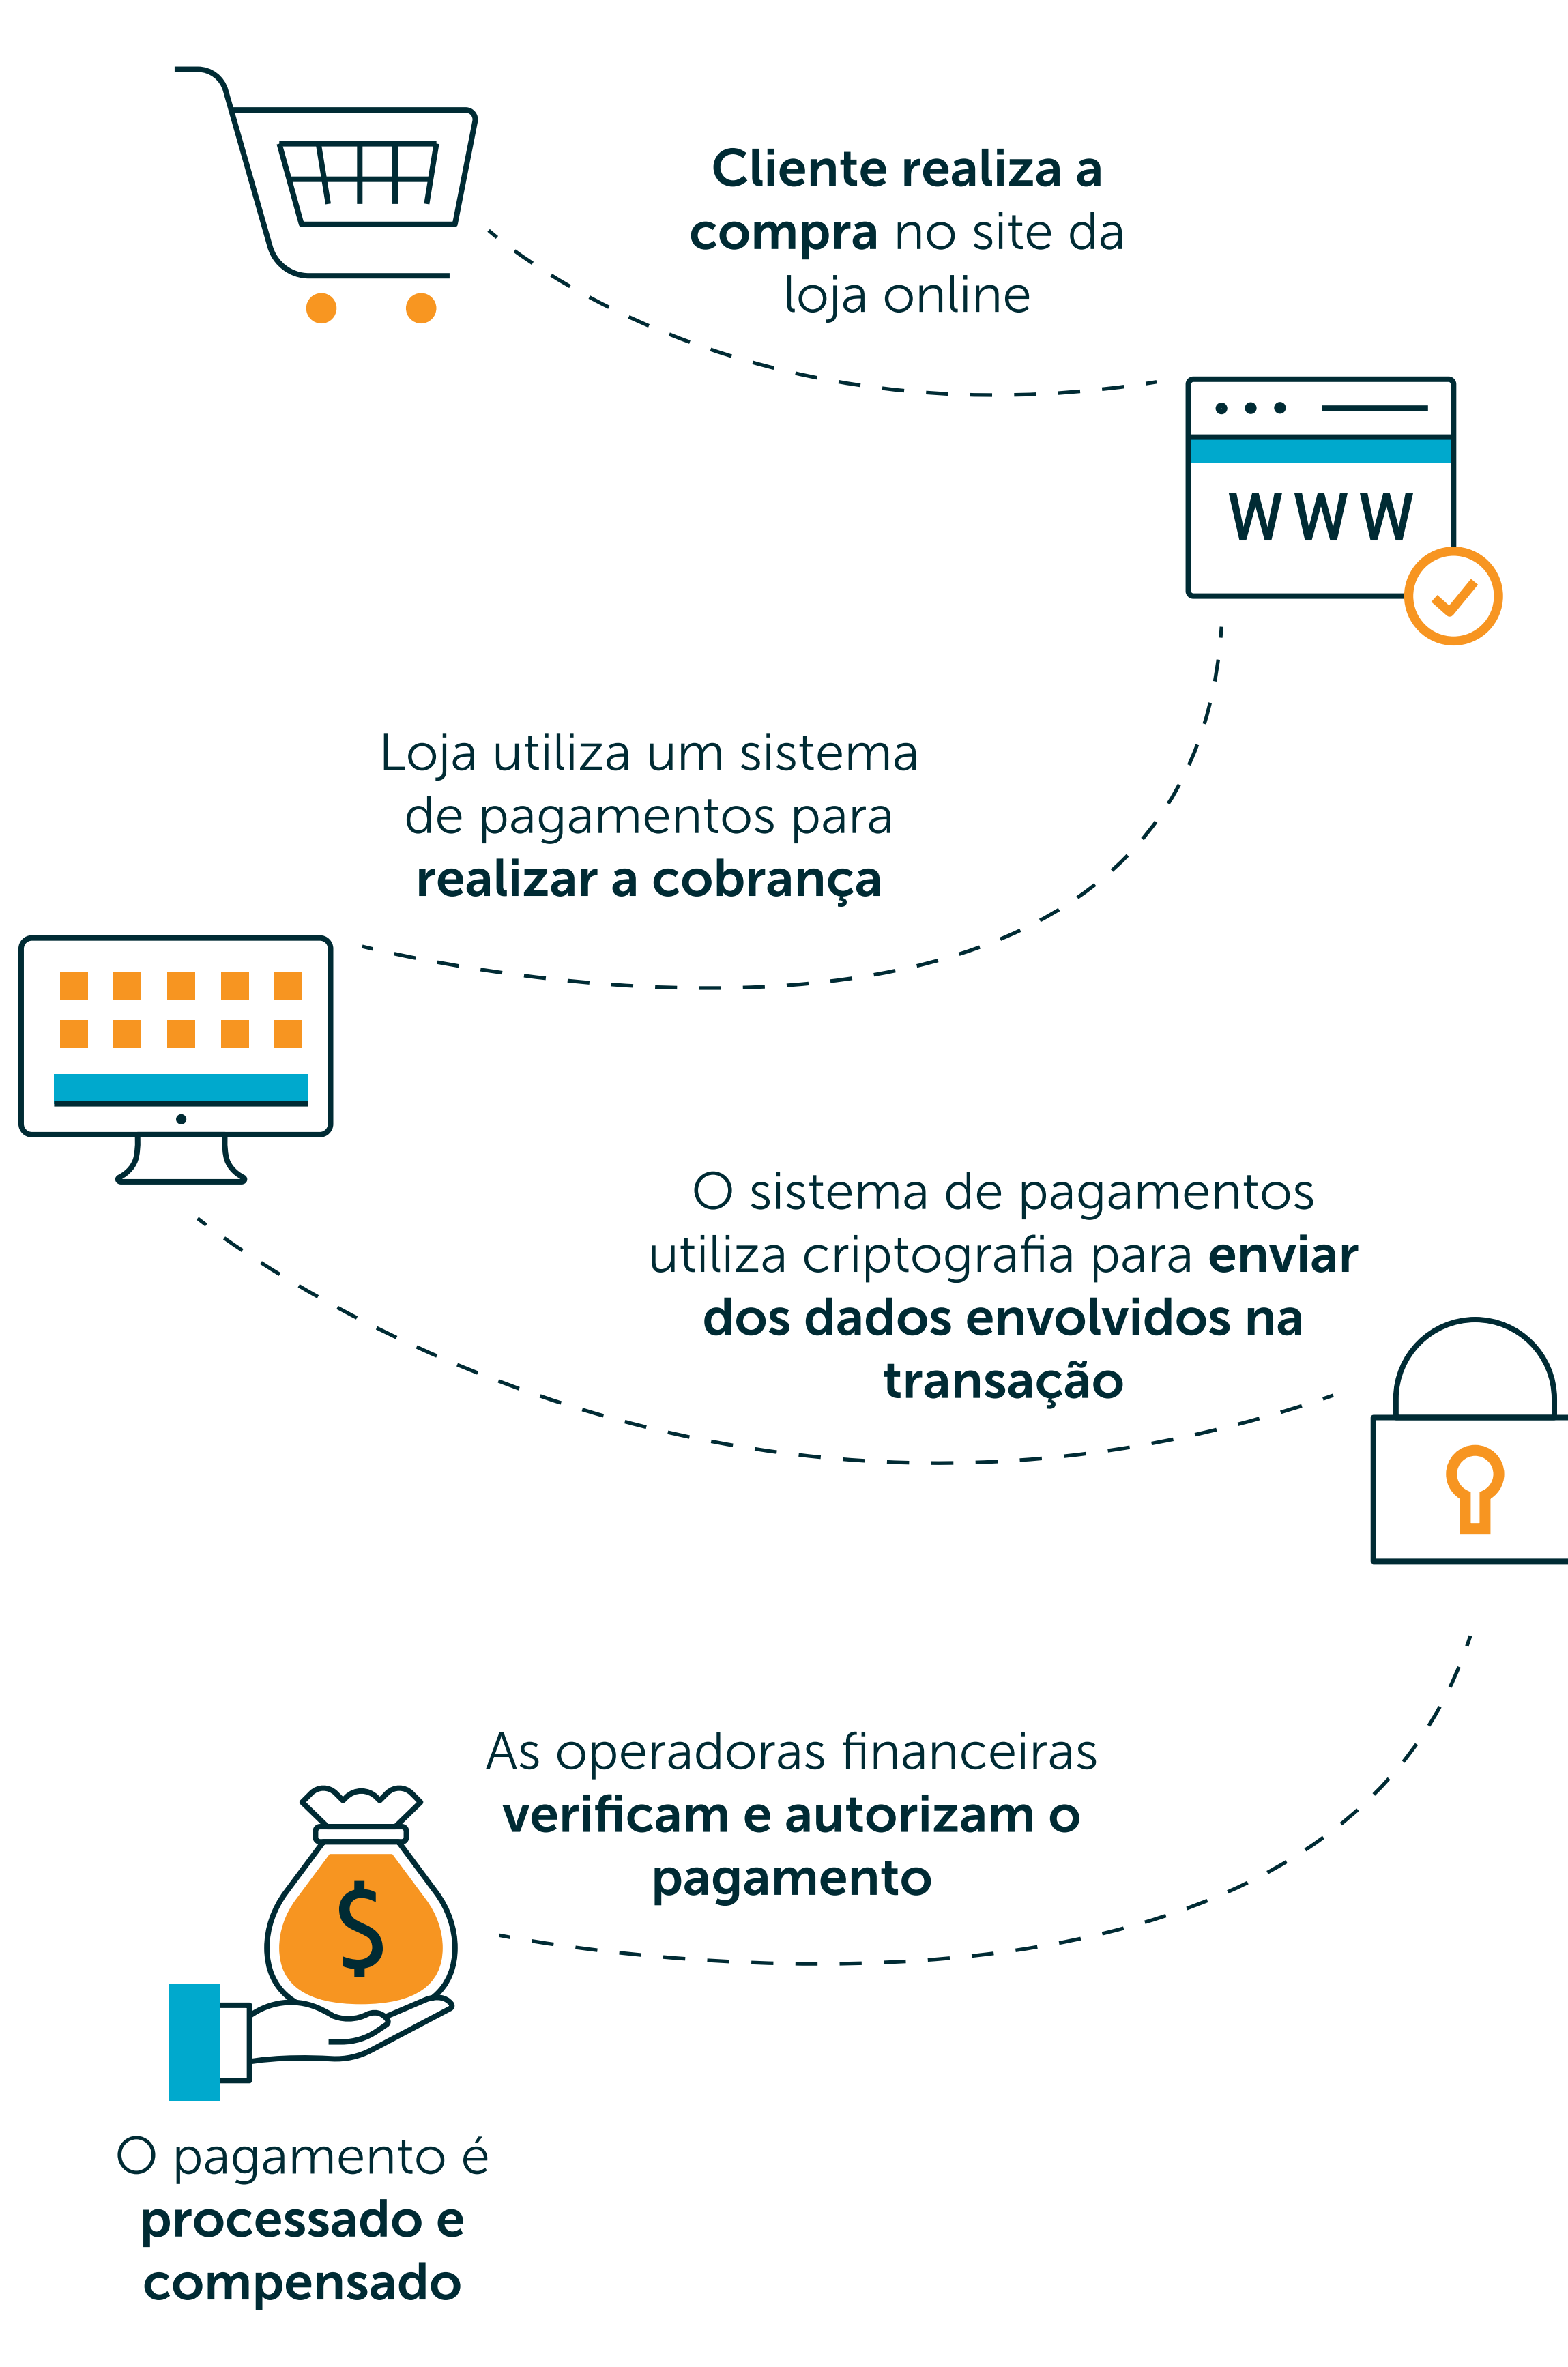 Cliente realiza a
compra no site da
loja online
WWW
Loja utiliza um sistema
de pagamentos para
realizar a cobrança
O sistema de pagamentos
utiliza criptografia para enviar
dos dados envolvidos na
transação
As operadoras financeiras
verificam e autorizam o
pagamento
$
O pagamento é
processado e
compensado